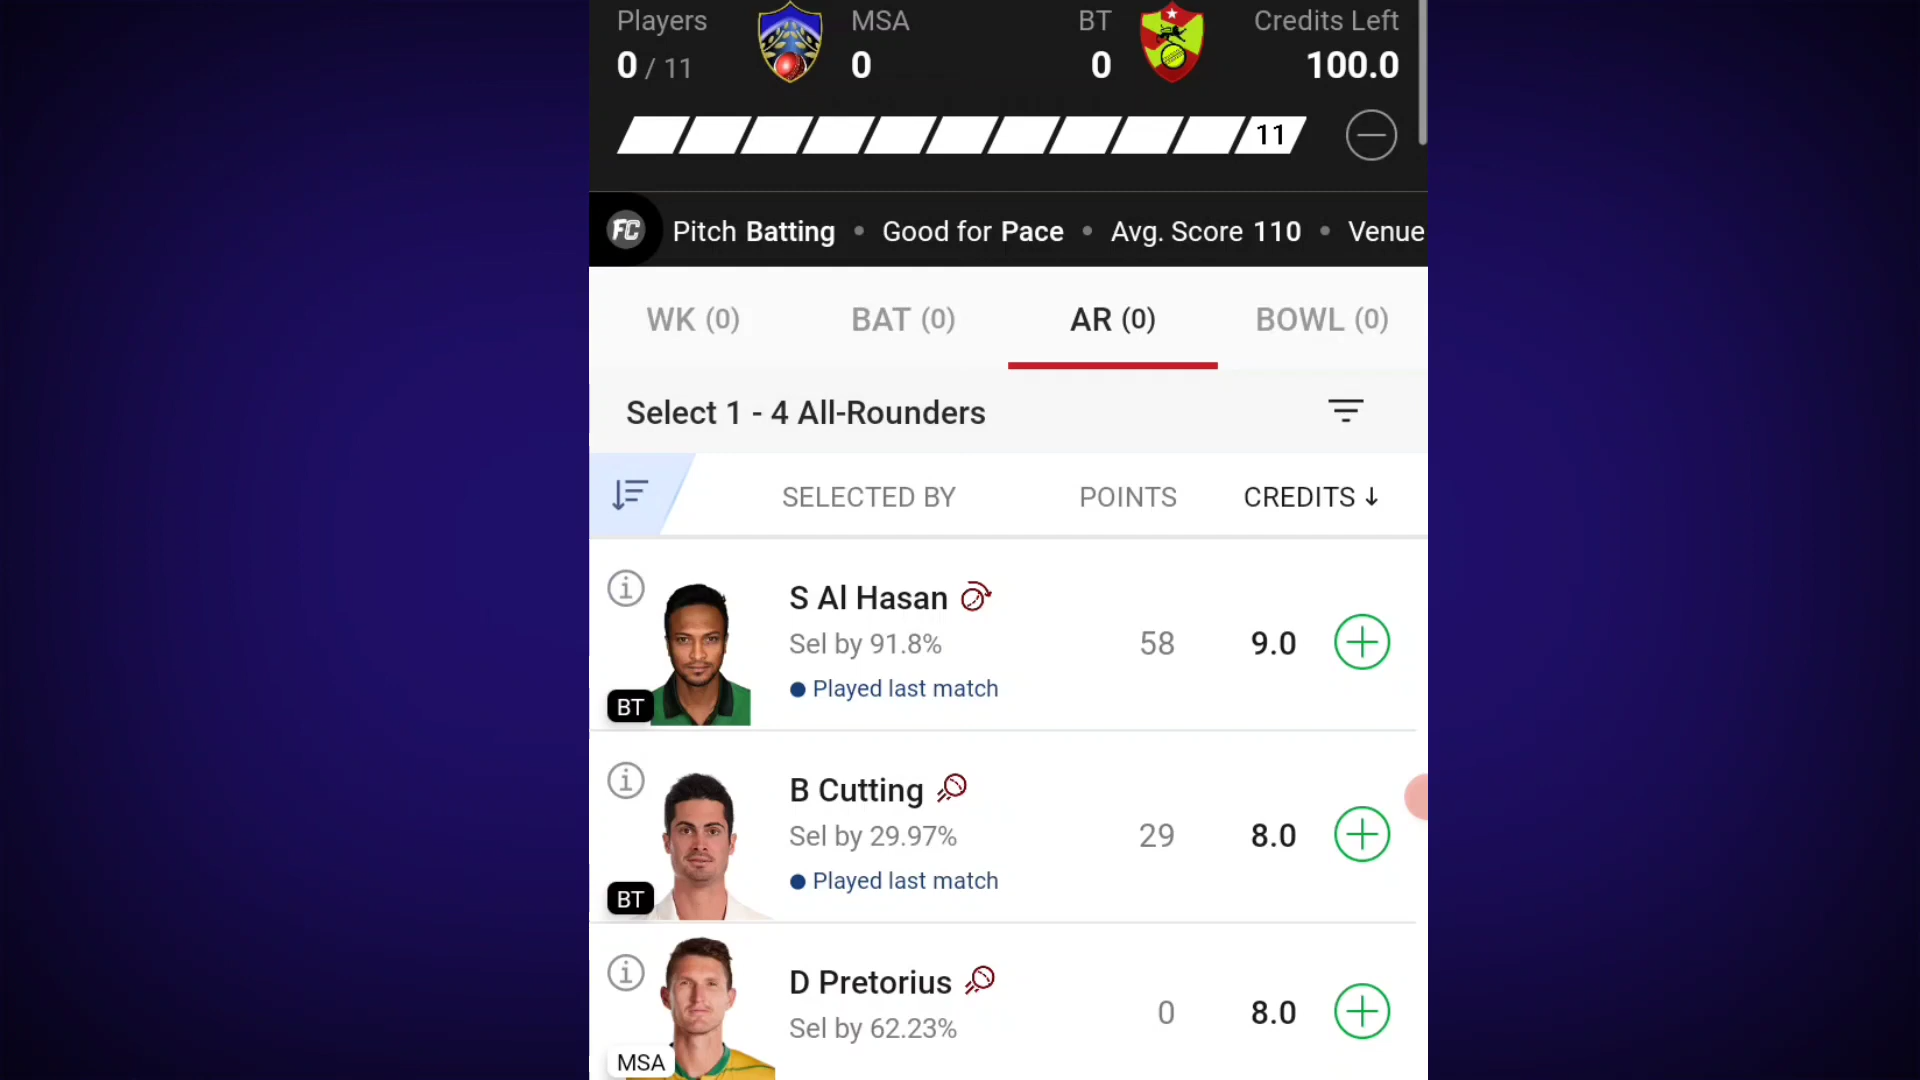 Players MSA BT Credits Left
0 / 11 0 0 100.0
11
FC Pitch Batting • Good for Pace • Avg. Score 110 • Venue
WK (0) BAT (0) AR (0) BOWL (0)
Select 1 - 4 All-Rounders
SELECTED BY POINTS CREDITS ↓
S Al Hasan
Sel by 91.8% 58 9.0
Played last match
BT
B Cutting
Sel by 29.97% 29 8.0
Played last match
BT
D Pretorius
Sel by 62.23% 0 8.0
MSA